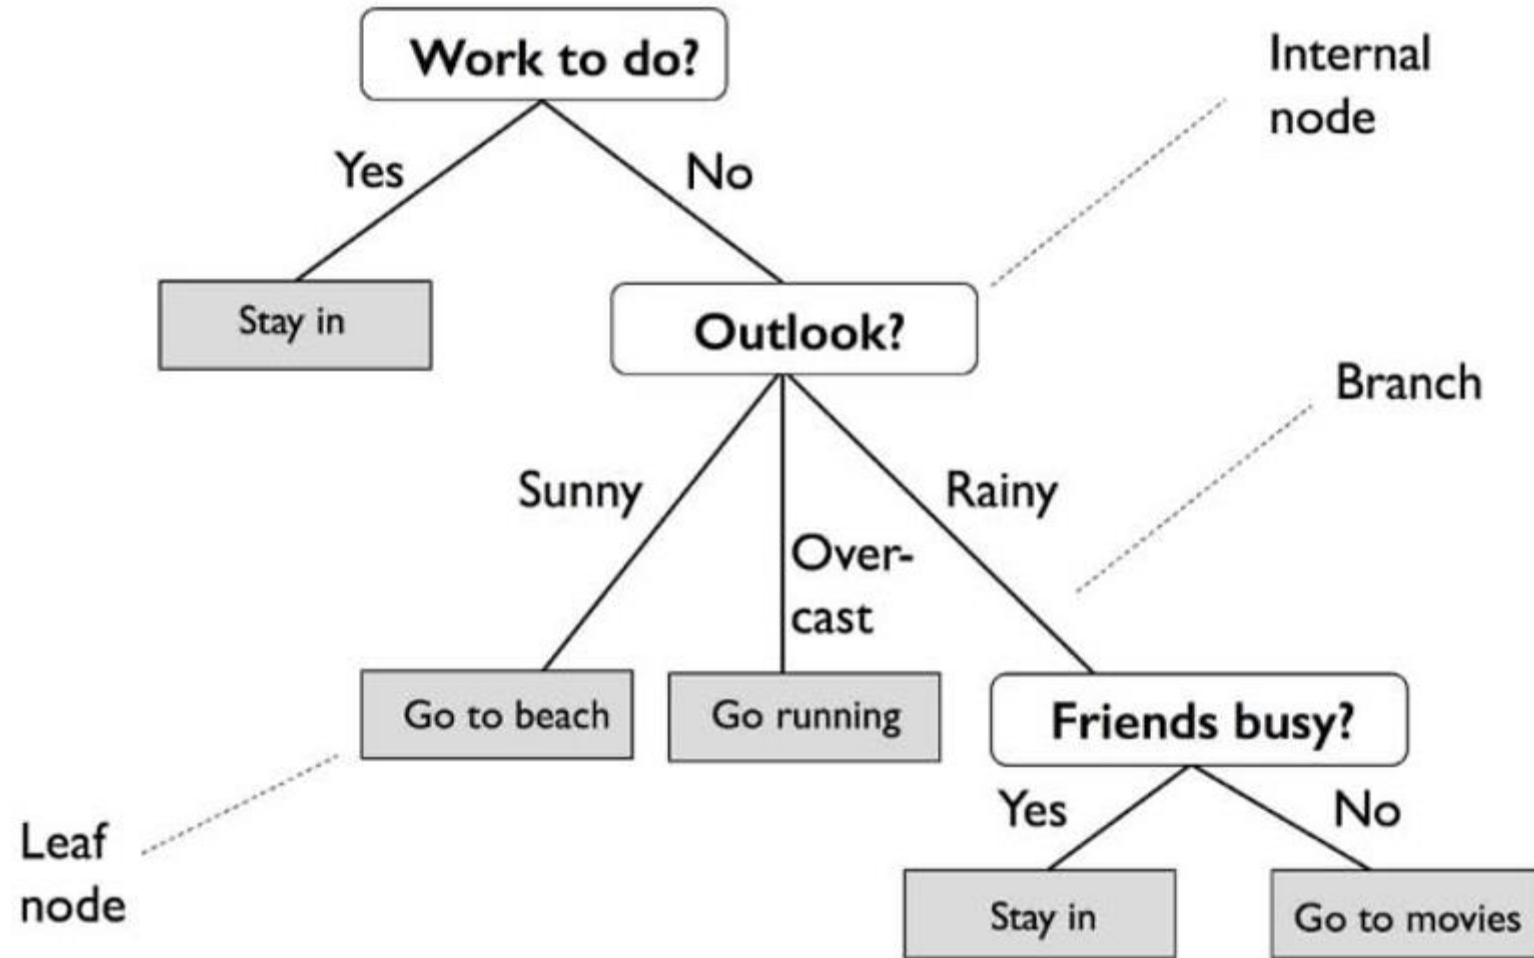 Work to do?
Internal
node
Yes
No
Stay in
Outlook?
Branch
Sunny
Rainy
Over-
cast
Go to beach
Go running
Friends busy?
Yes
No
Leaf
node
Stay in
Go to movies